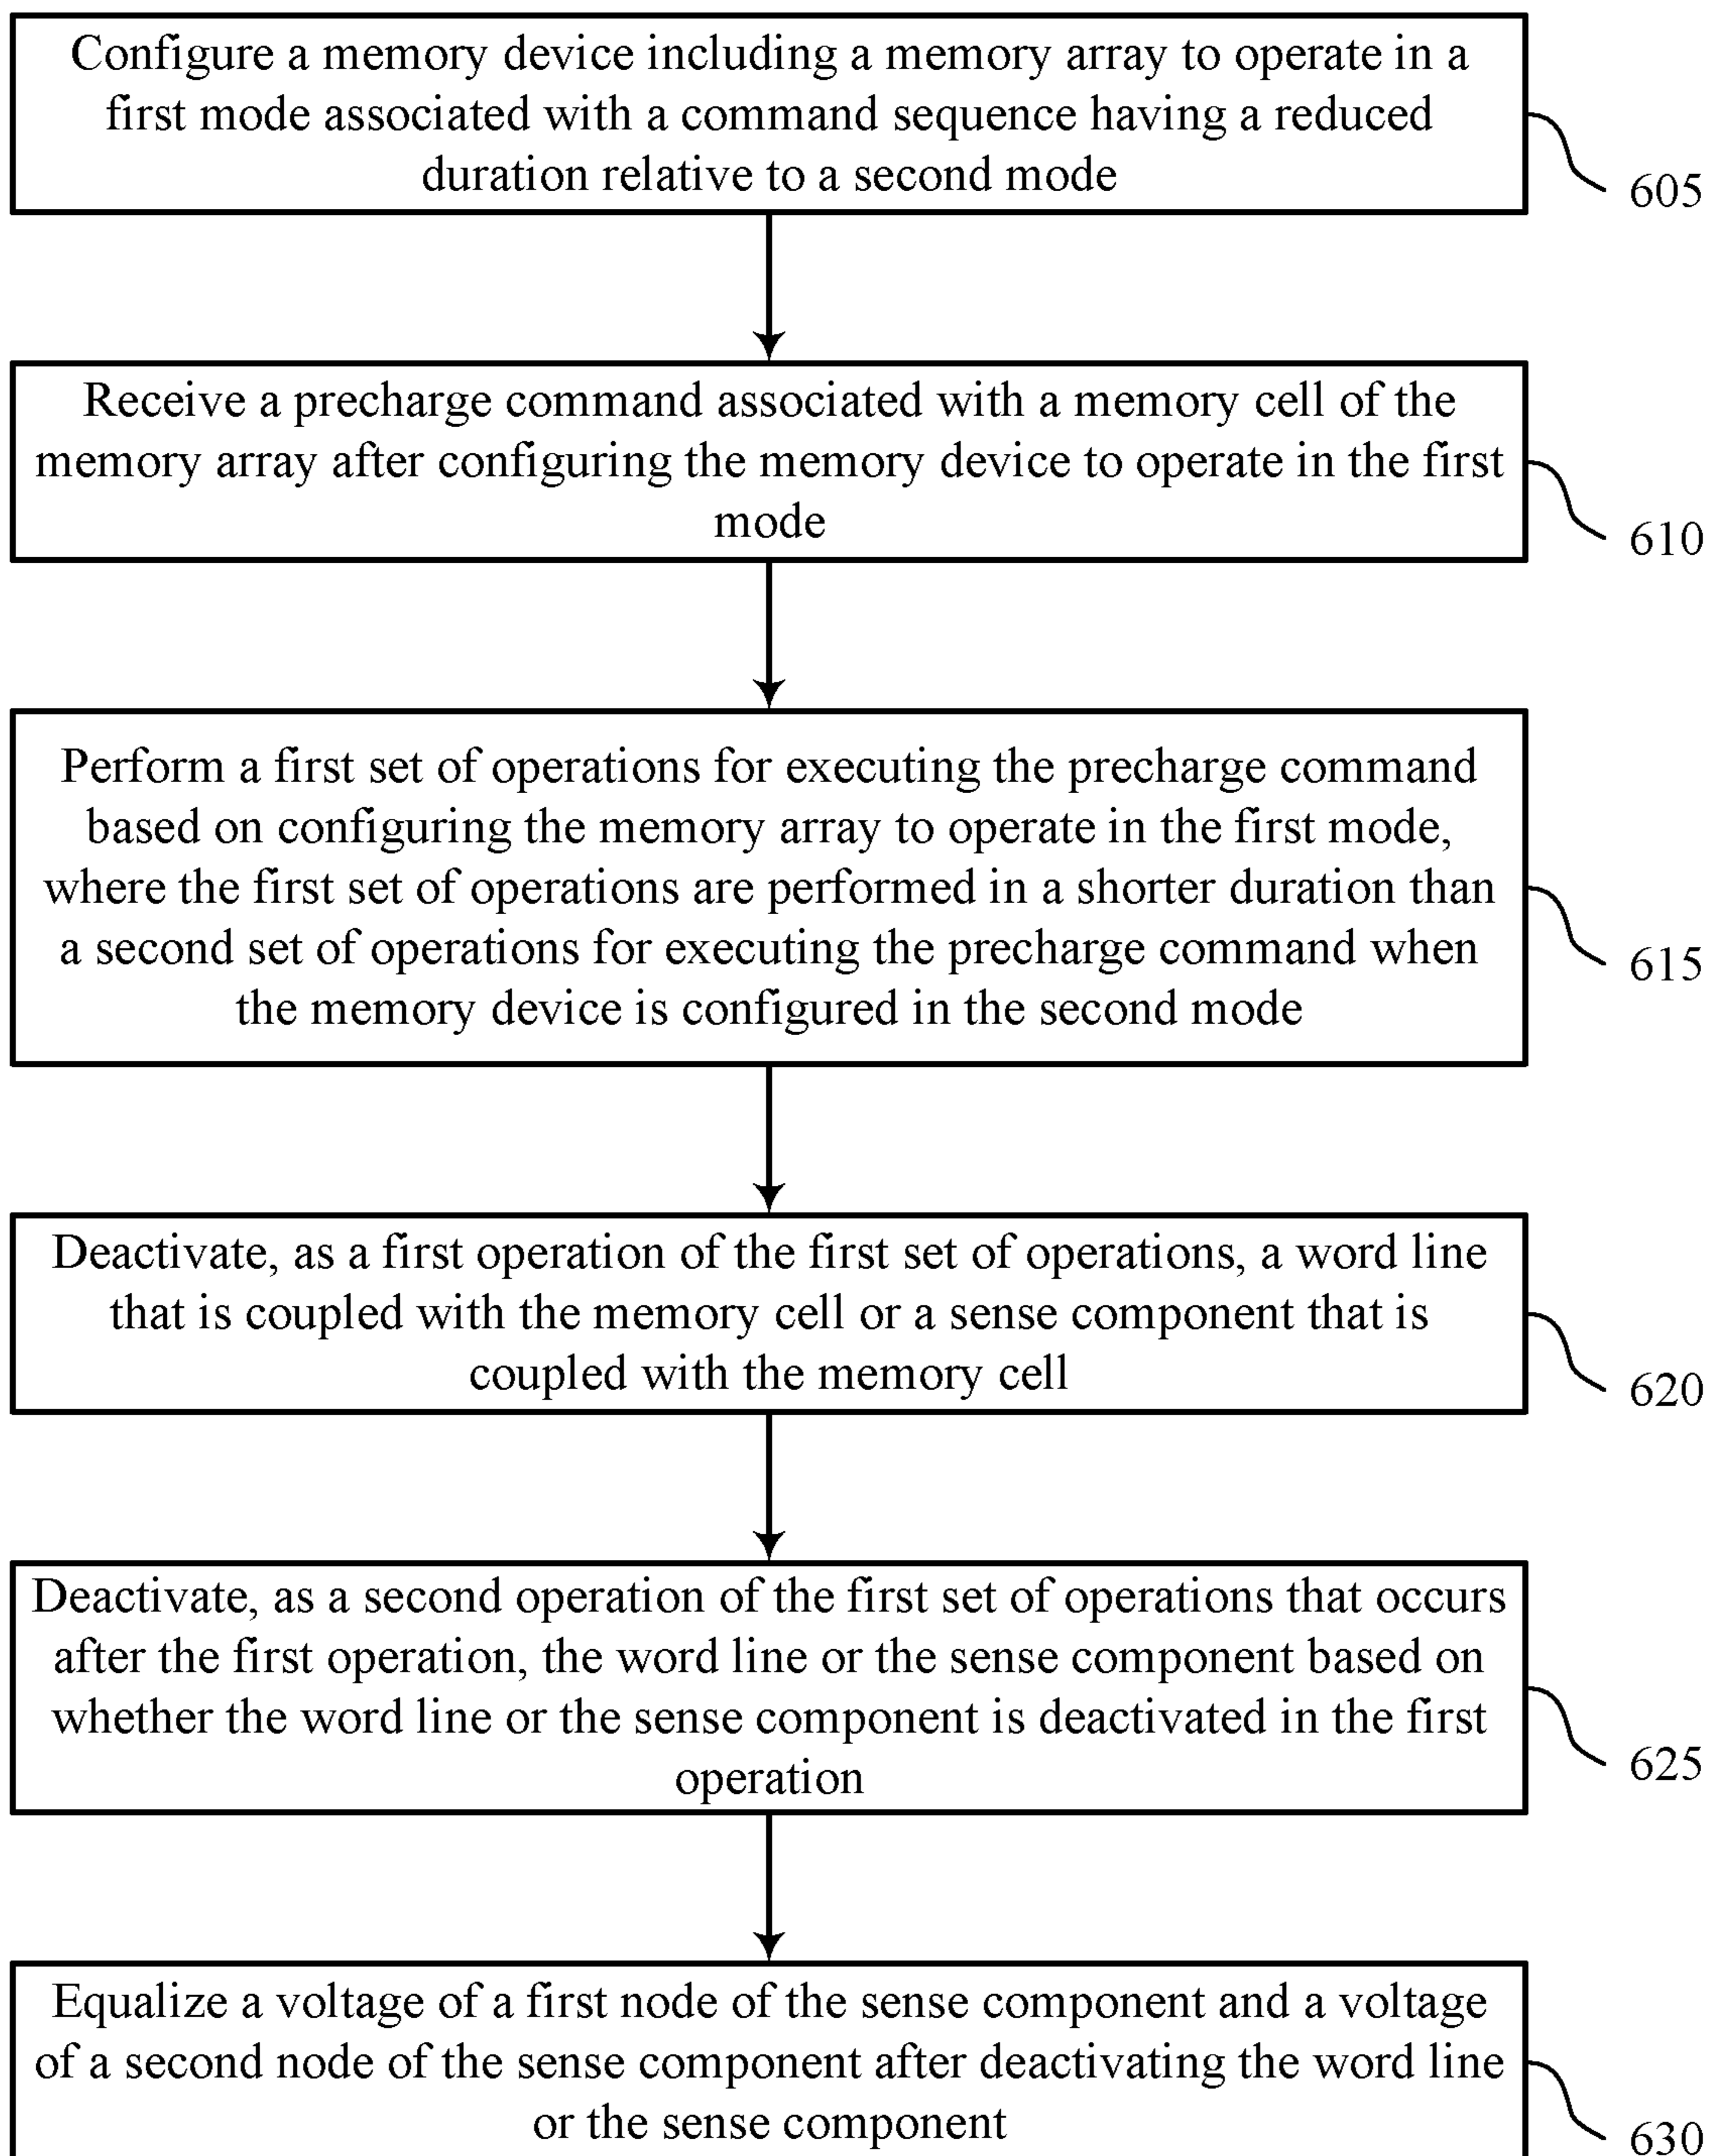 Configure a memory device including a memory array to operate in a
first mode associated with a command sequence having a reduced
duration relative to a second mode
605
Receive a precharge command associated with a memory cell of the
memory array after configuring the memory device to operate in the first
mode
610
Perform a first set of operations for executing the precharge command
based on configuring the memory array to operate in the first mode,
where the first set of operations are performed in a shorter duration than
a second set of operations for executing the precharge command when
the memory device is configured in the second mode
615
Deactivate, as a first operation of the first set of operations, a word line
that is coupled with the memory cell or a sense component that is
coupled with the memory cell
620
Deactivate, as a second operation of the first set of operations that occurs
after the first operation, the word line or the sense component based on
whether the word line or the sense component is deactivated in the first
operation
625
Equalize a voltage of a first node of the sense component and a voltage
of a second node of the sense component after deactivating the word line
or the sense component
630